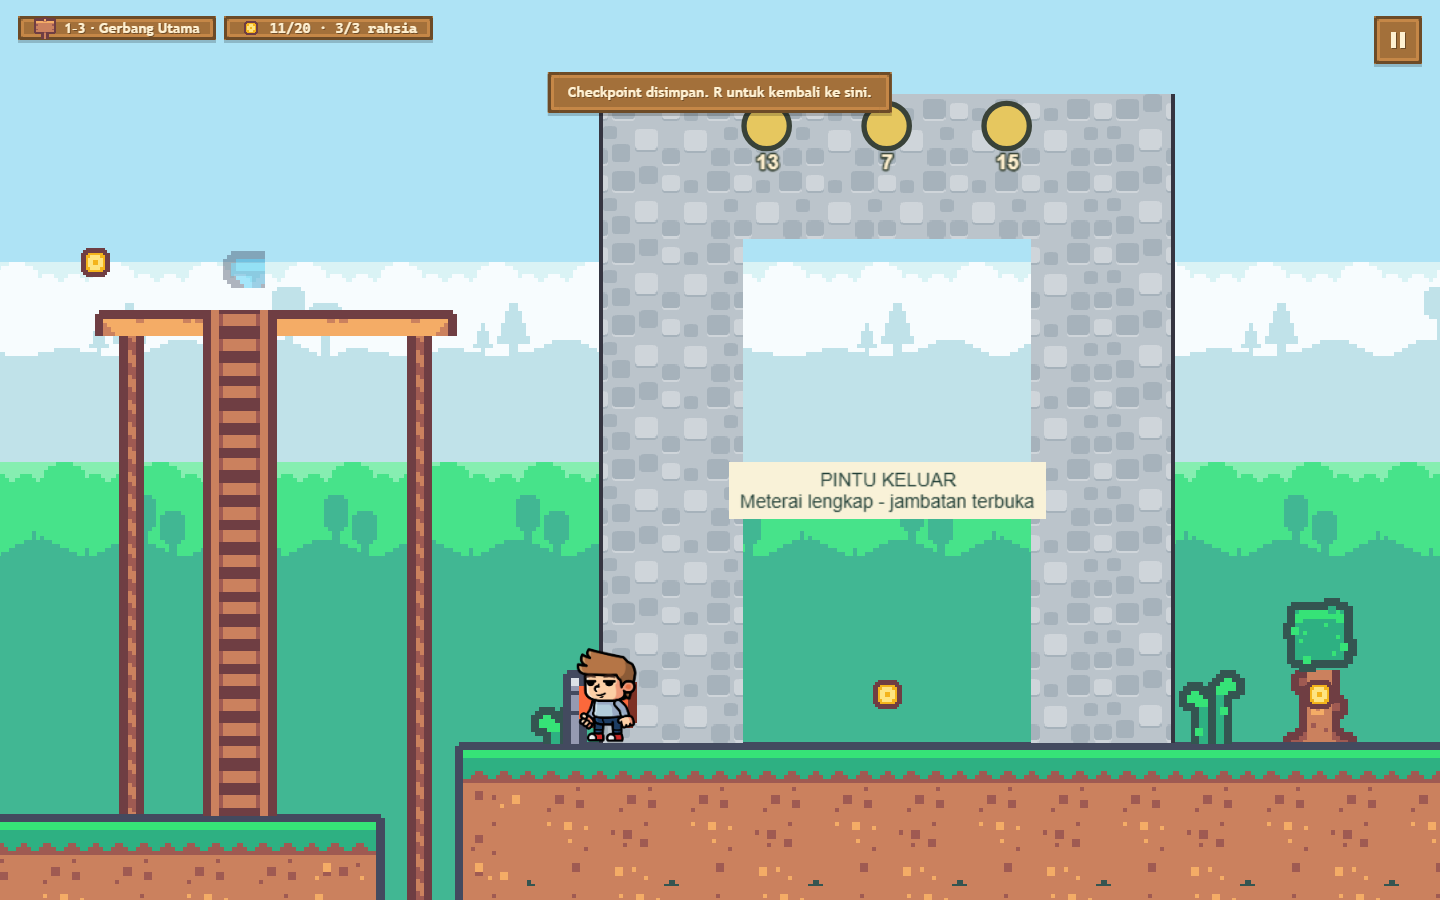 1-3 · Gerbang Utama
11/20 · 3/3 rahsia
Checkpoint disimpan. R untuk kembali ke sini.
13
7
15
PINTU KELUAR
Meterai lengkap - jambatan terbuka